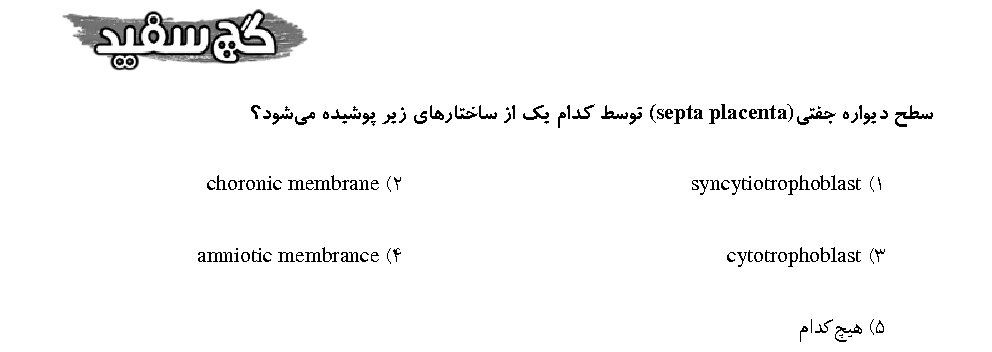 گچ سفید
سطح دیواره جفتی(septa placenta) توسط کدام یک از ساختارهای زیر پوشیده می‌شود؟
۱) syncytiotrophoblast ۲) choronic membrane
۳) cytotrophoblast ۴) amniotic membrance
۵) هیچ‌کدام